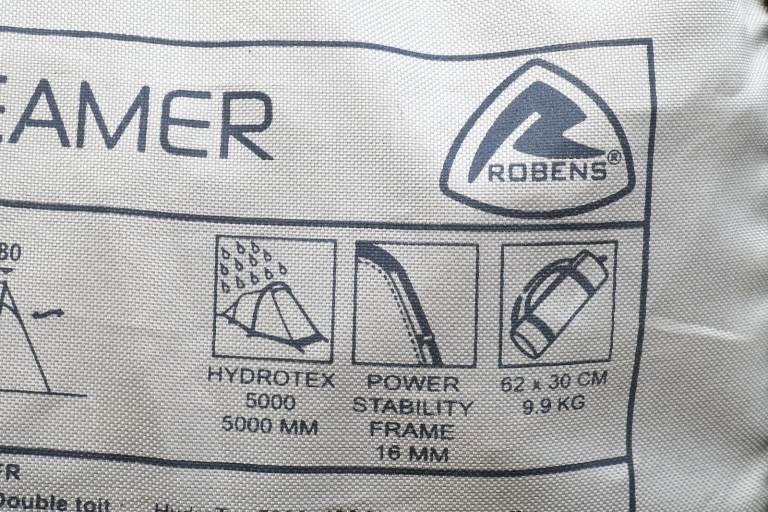 EAMER
ROBENS®
80
HYDROTEX
5000
5000 MM
POWER
STABILITY
FRAME
16 MM
62 x 30 CM
9.9 KG
FR
Double toit